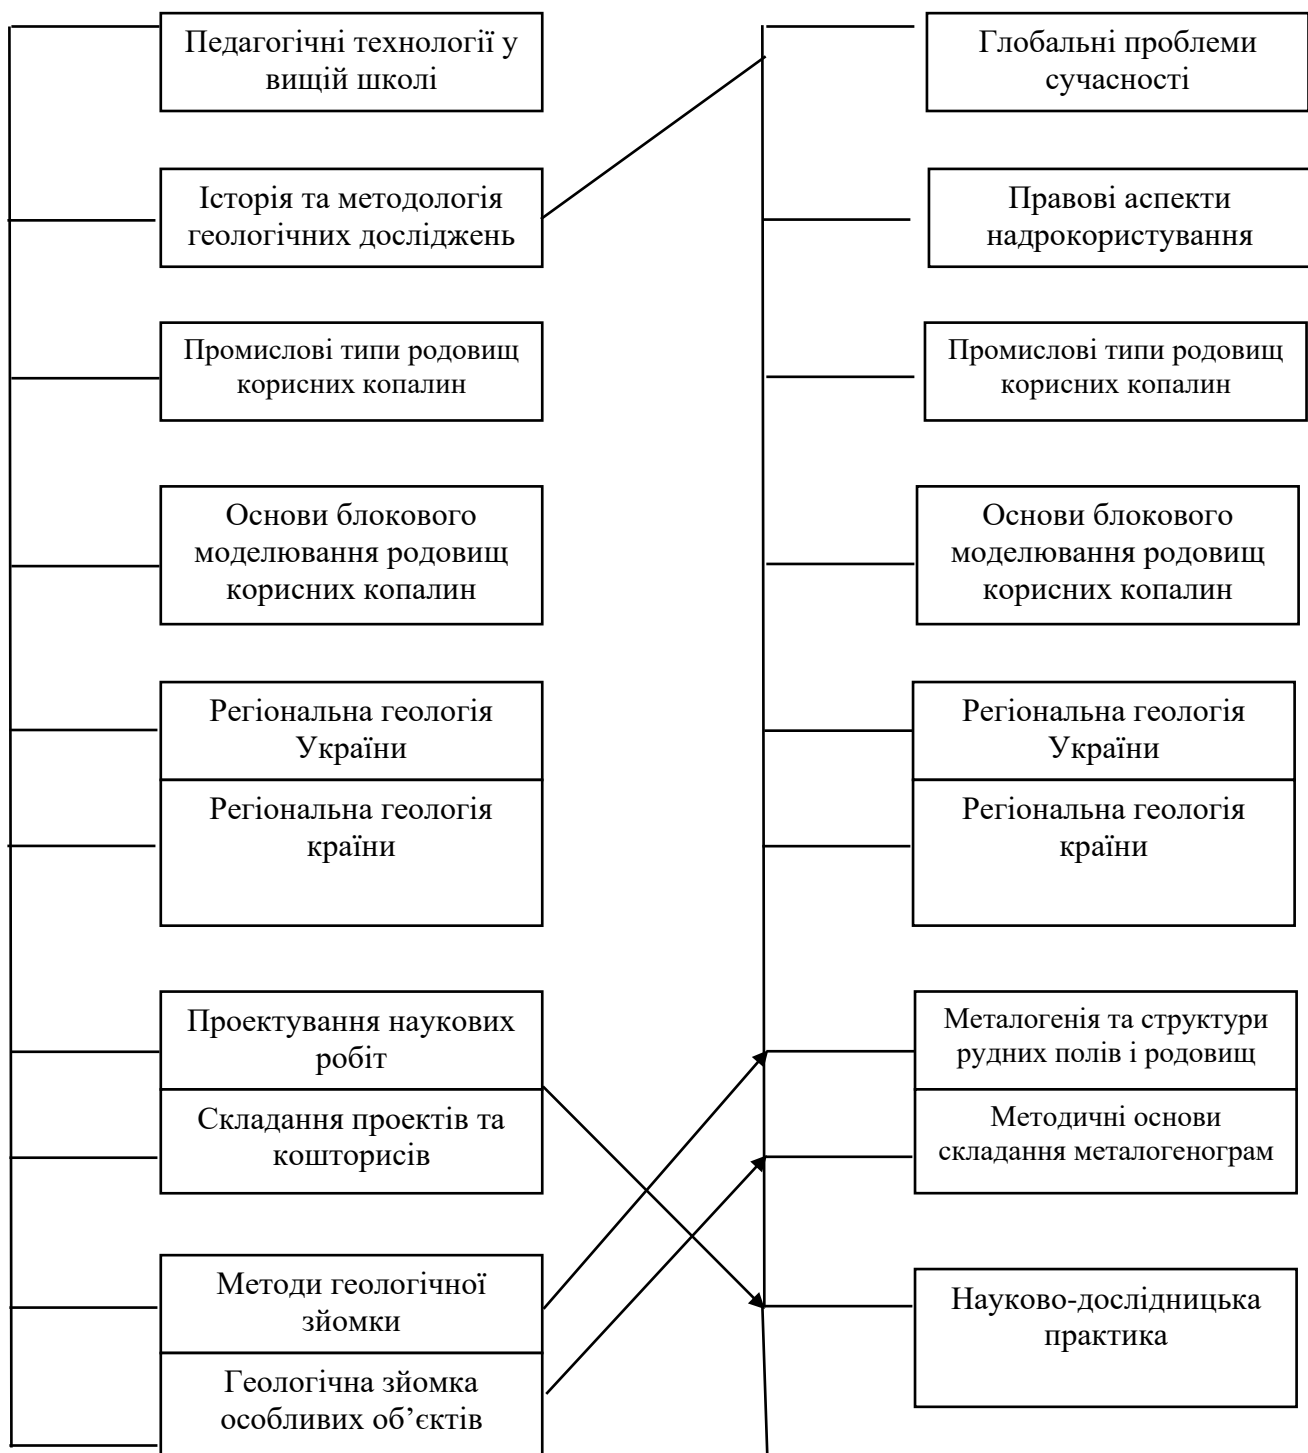 Педагогічні технології у
вищій школі
Історія та методологія
геологічних досліджень
Промислові типи родовищ
корисних копалин
Основи блокового
моделювання родовищ
корисних копалин
Регіональна геологія
України
Регіональна геологія
країни
Проектування наукових
робіт
Складання проектів та
кошторисів
Методи геологічної
зйомки
Геологічна зйомка
особливих об’єктів
Глобальні проблеми
сучасності
Правові аспекти
надрокористування
Промислові типи родовищ
корисних копалин
Основи блокового
моделювання родовищ
корисних копалин
Регіональна геологія
України
Регіональна геологія
країни
Металогенія та структури
рудних полів і родовищ
Методичні основи
складання металогенограм
Науково-дослідницька
практика